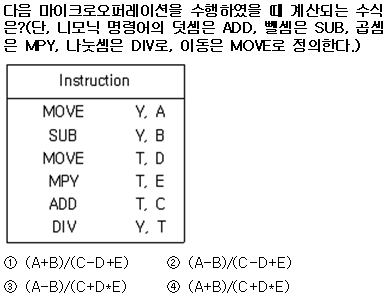 다음 마이크로오퍼레이션을 수행하였을 때 계산되는 수식
은?(단, 니모닉 명령어의 덧셈은 ADD, 뺄셈은 SUB, 곱셈
은 MPY, 나눗셈은 DIV로, 이동은 MOVE로 정의한다.)
Instruction
MOVE Y, A
SUB Y, B
MOVE T, D
MPY T, E
ADD T, C
DIV Y, T
① (A+B)/(C-D+E) ② (A-B)/(C-D+E)
③ (A-B)/(C+D*E) ④ (A+B)/(C+D*E)